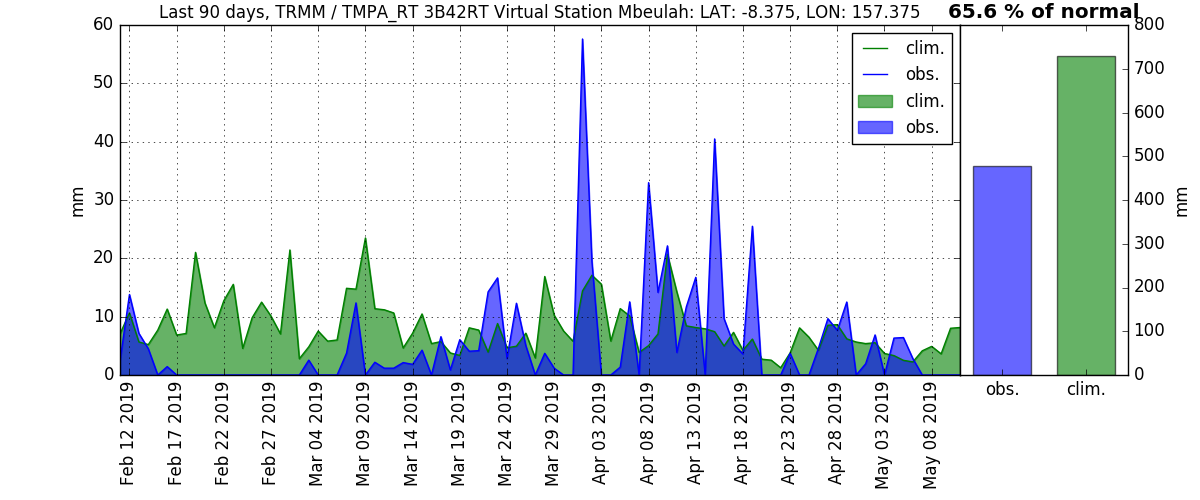 Last 90 days, TRMM / TMPA_RT 3B42RT Virtual Station Mbeulah: LAT: -8.375, LON: 157.375
65.6 % of normal
60
50
40
30
20
10
0
mm
clim.
obs.
clim.
obs.
Feb 12 2019
Feb 17 2019
Feb 22 2019
Feb 27 2019
Mar 04 2019
Mar 09 2019
Mar 14 2019
Mar 19 2019
Mar 24 2019
Mar 29 2019
Apr 03 2019
Apr 08 2019
Apr 13 2019
Apr 18 2019
Apr 23 2019
Apr 28 2019
May 03 2019
May 08 2019
800
700
600
500
400
300
200
100
0
mm
obs.
clim.